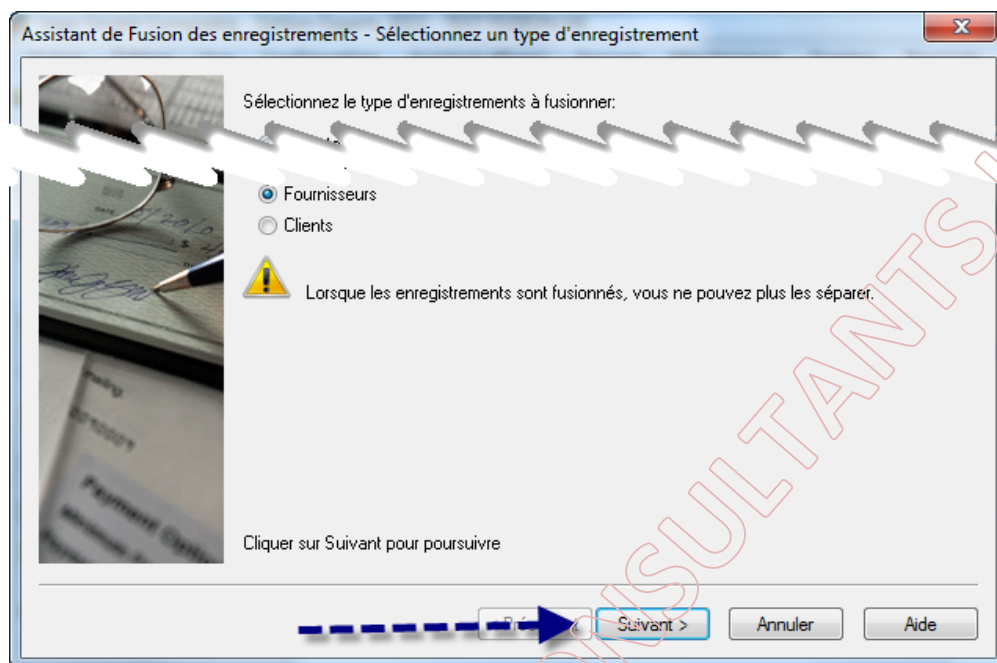 Assistant de Fusion des enregistrements - Sélectionnez un type d'enregistrement
Sélectionnez le type d'enregistrements à fusionner:
Fournisseurs
Clients
Lorsque les enregistrements sont fusionnés, vous ne pouvez plus les séparer.
Cliquer sur Suivant pour poursuivre
Suivant >
Annuler
Aide
Payment